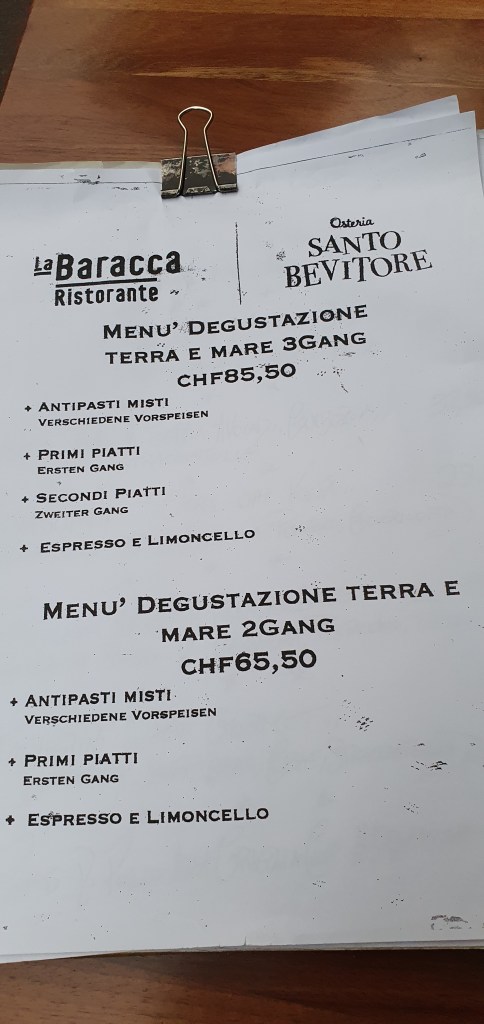 La Baracca
Ristorante
Osteria
SANTO
BEVITORE
MENU' DEGUSTAZIONE
TERRA E MARE 3GANG
CHF85,50
+ ANTIPASTI MISTI
VERSCHIEDENE VORSPEISEN
+ PRIMI PIATTI
ERSTEN GANG
+ SECONDI PIATTI
ZWEITER GANG
+ ESPRESSO E LIMONCELLO
MENU' DEGUSTAZIONE TERRA E
MARE 2GANG
CHF65,50
+ ANTIPASTI MISTI
VERSCHIEDENE VORSPEISEN
+ PRIMI PIATTI
ERSTEN GANG
+ ESPRESSO E LIMONCELLO